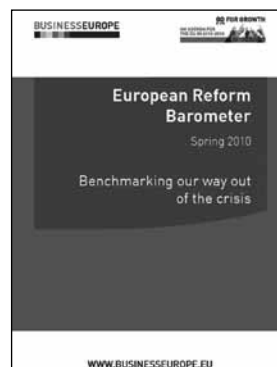 BUSINESSEUROPE
GO FOR GROWTH
European Reform
Barometer
Spring 2010
Benchmarking our way out
of the crisis
WWW.BUSINESSEUROPE.EU